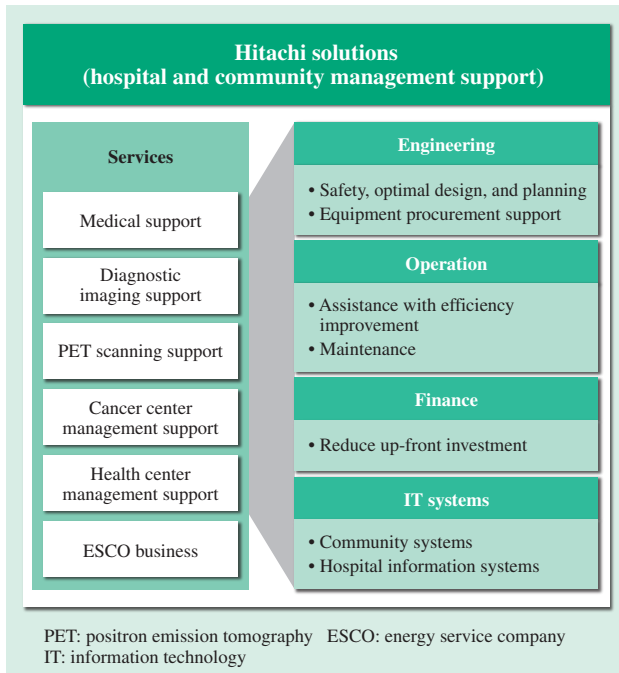 Hitachi solutions
(hospital and community management support)
Services
Medical support
Diagnostic
imaging support
PET scanning support
Cancer center
management support
Health center
management support
ESCO business
Engineering
• Safety, optimal design, and planning
• Equipment procurement support
Operation
• Assistance with efficiency
improvement
• Maintenance
Finance
• Reduce up-front investment
IT systems
• Community systems
• Hospital information systems
PET: positron emission tomography ESCO: energy service company
IT: information technology